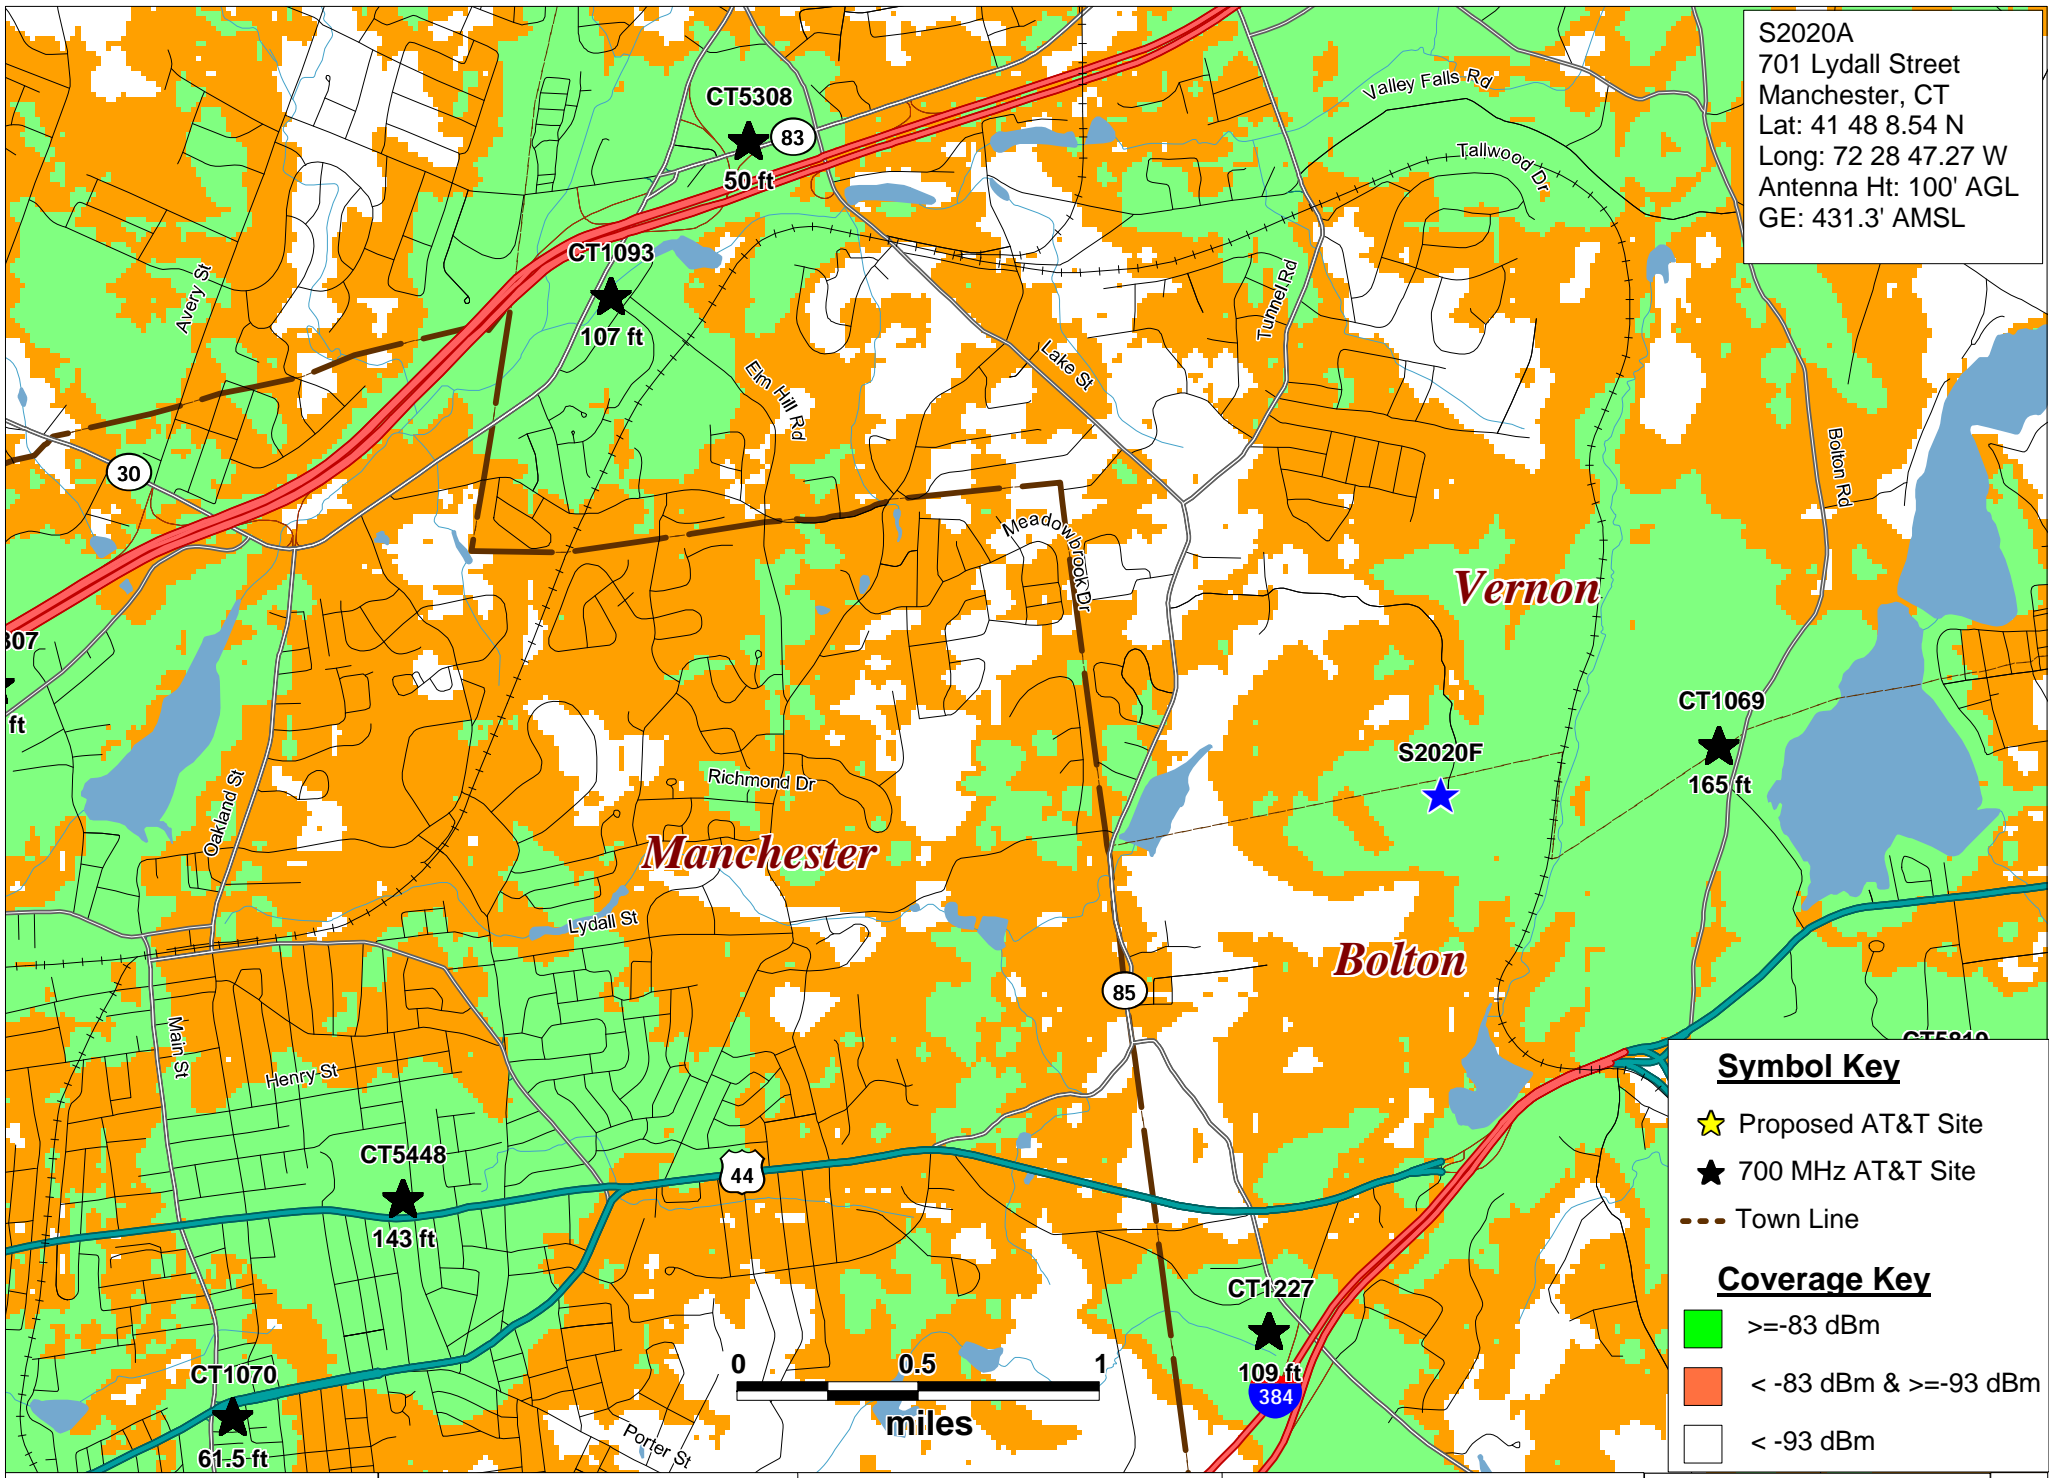 S2020A
701 Lydall Street
Manchester, CT
Lat: 41 48 8.54 N
Long: 72 28 47.27 W
Antenna Ht: 100' AGL
GE: 431.3' AMSL
Valley Falls Rd
CT5308
83
50 ft
Tallwood Dr
CT1093
107 ft
Avery St
Tunnel Rd
Lake St
Elm Hill Rd
Bolton Rd
30
Meadowbrook Dr
Vernon
307
ft
CT1069
165 ft
S2020F
Richmond Dr
Oakland St
Manchester
Lydall St
Bolton
85
Main St
Henry St
CT5819
CT5448
143 ft
44
CT1227
109 ft
384
CT1070
61.5 ft
Porter St
0 0.5 1
miles
Symbol Key
Proposed AT&T Site
700 MHz AT&T Site
Town Line
Coverage Key
>=-83 dBm
< -83 dBm & >=-93 dBm
< -93 dBm